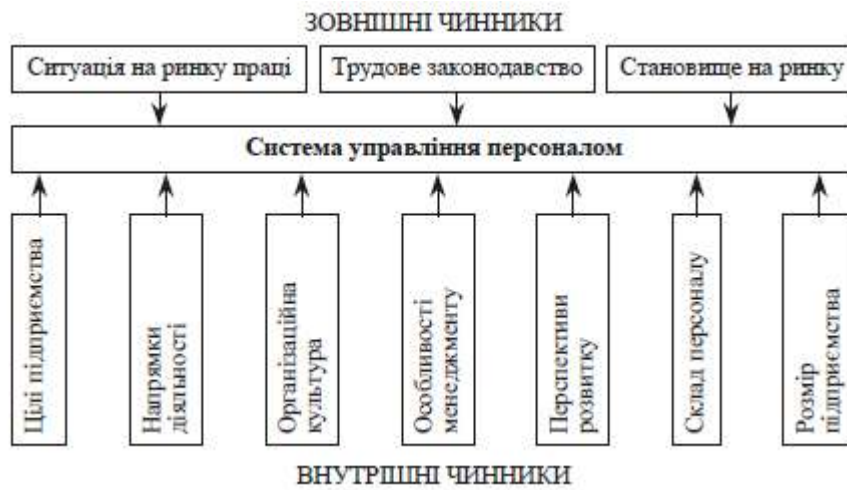 ЗОВНІШНІ ЧИННИКИ
Ситуація на ринку праці
Трудове законодавство
Становище на ринку
Система управління персоналом
Цілі підприємства
Напрямки
діяльності
Організаційна
культура
Особливості
менеджменту
Перспективи
розвитку
Склад персоналу
Розмір
підприємства
ВНУТРІШНІ ЧИННИКИ